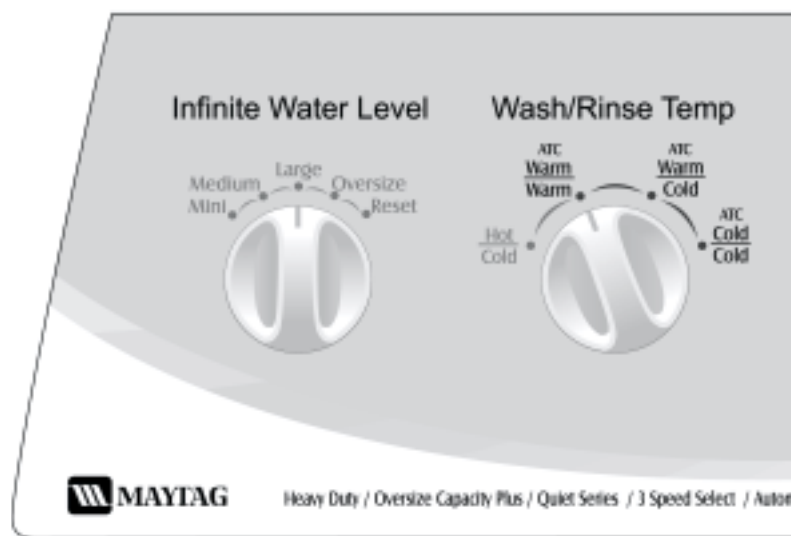 Infinite Water Level
Mini
Medium
Large
Oversize
Reset
Wash/Rinse Temp
Hot
Cold
ATC
Warm
Warm
ATC
Warm
Cold
ATC
Cold
Cold
MAYTAG
Heavy Duty / Oversize Capacity Plus / Quiet Series / 3 Speed Select /